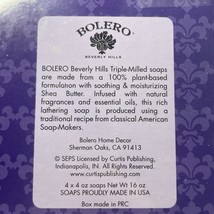 BOLERO
BEVERLY HILLS
BOLERO Beverly Hills Triple-Milled soaps
are made from a 100% plant-based
formulation with soothing & moisturizing
Shea Butter. Infused with natural
fragrances and essential oils, this rich
lathering soap is produced using a
traditional recipe from classical American
Soap-Makers.
Bolero Home Decor
Sherman Oaks, CA 91413
© SEPS Licensed by Curtis Publishing,
Indianapolis, IN. All rights reserved.
www.curtispublishing.com
4 x 4 oz soaps Net Wt 16 oz
SOAPS PROUDLY MADE IN USA
Box made in PRC